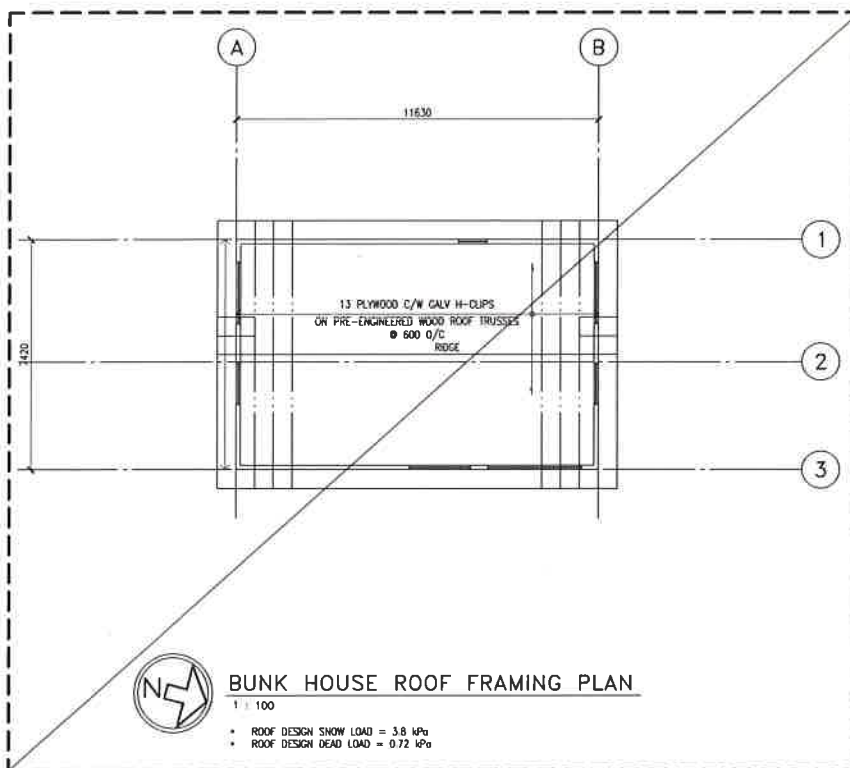 A B
11630
1
13 PLYWOOD C/W GALV H-CLIPS
ON PRE-ENGINEERED WOOD ROOF TRUSSES
@ 600 O/C
RIDGE
2
3
N
BUNK HOUSE ROOF FRAMING PLAN
1 : 100
• ROOF DESIGN SNOW LOAD = 3.8 kPa
• ROOF DESIGN DEAD LOAD = 0.72 kPa